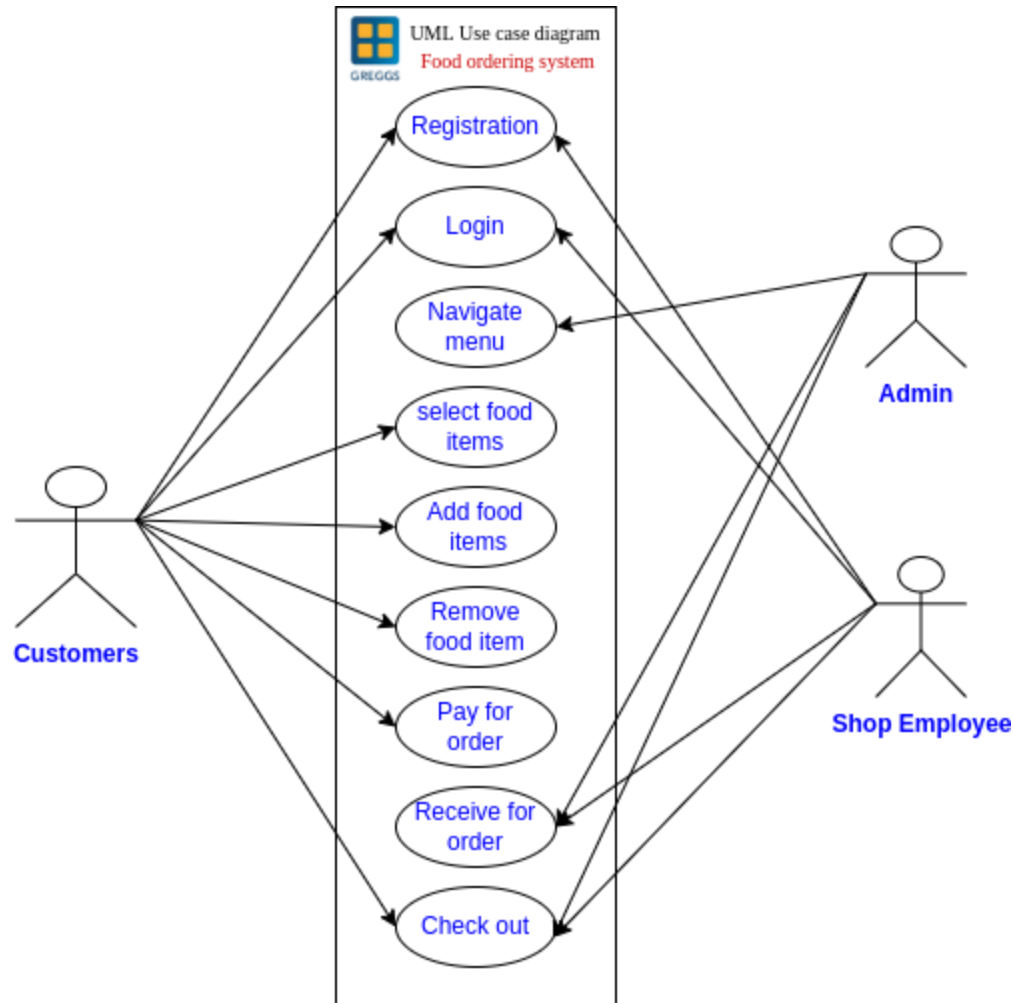 UML Use case diagram
Food ordering system
GREGGS
Registration
Login
Navigate
menu
select food
items
Add food
items
Remove
food item
Pay for
order
Receive for
order
Check out
Customers
Admin
Shop Employee